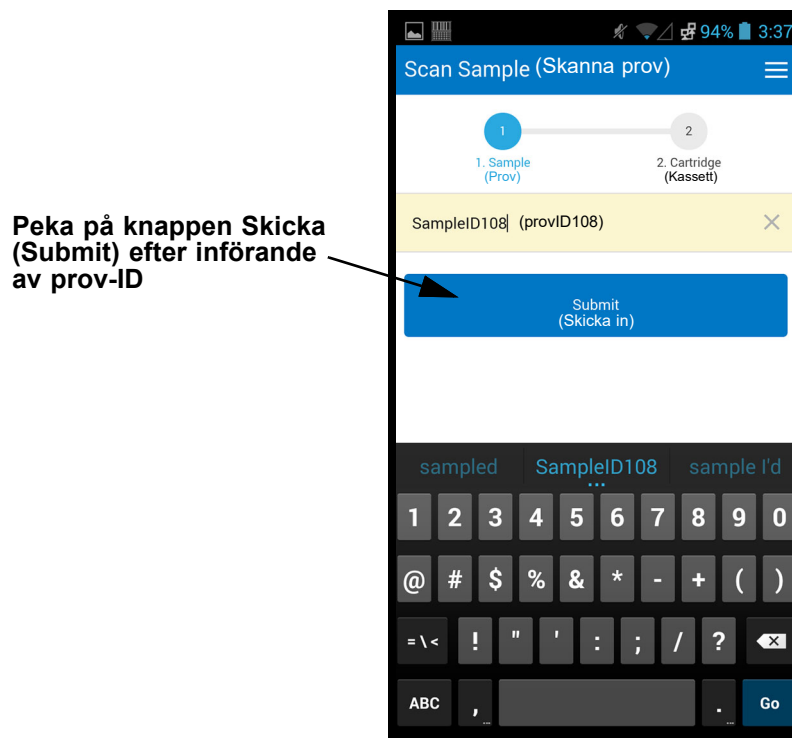 94% 3:37
Scan Sample (Skanna prov)
1 2
1. Sample 2. Cartridge
(Prov) (Kassett)
SampleID108 (provID108)
Peka på knappen Skicka
(Submit) efter införande
av prov-ID
Submit
(Skicka in)
sampled SampleID108 sample I'd
1 2 3 4 5 6 7 8 9 0
@ # $ % & * - + ( )
= \ < ! " ' : ; / ?
ABC , . Go